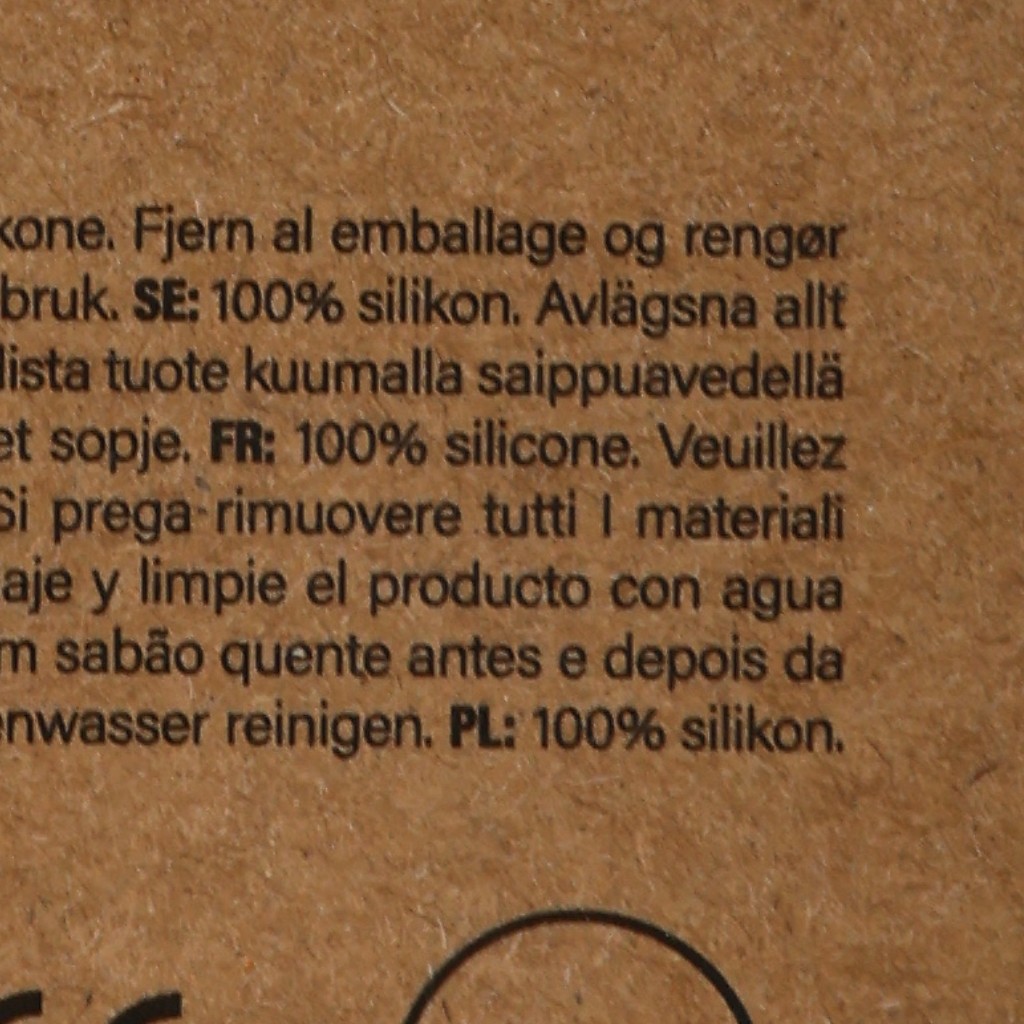 kone. Fjern al emballage og rengør
bruk. SE: 100% silikon. Avlägsna allt
lista tuote kuumalla saippuavedellä
et sopje. FR: 100% silicone. Veuillez
Si prega rimuovere tutti I materiali
aje y limpie el producto con agua
m sabão quente antes e depois da
enwasser reinigen. PL: 100% silikon.